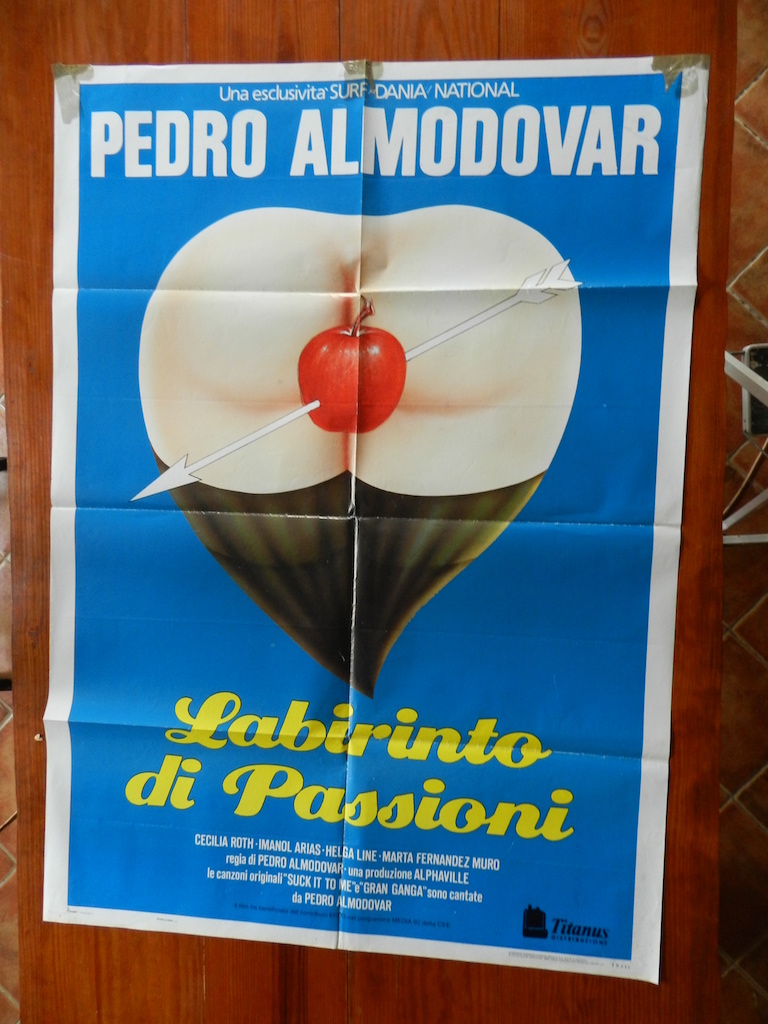 Una esclusivita' SURF-DANIA/NATIONAL
PEDRO ALMODOVAR
Labirinto
di Passioni
CECILIA ROTH · IMANOL ARIAS · HELGA LINE · MARTA FERNANDEZ MURO
regia di PEDRO ALMODOVAR · una produzione ALPHAVILLE
le canzoni originali "SUCK IT TO ME" e "GRAN GANGA" sono cantate
da PEDRO ALMODOVAR
Titanus
DISTRIBUZIONE